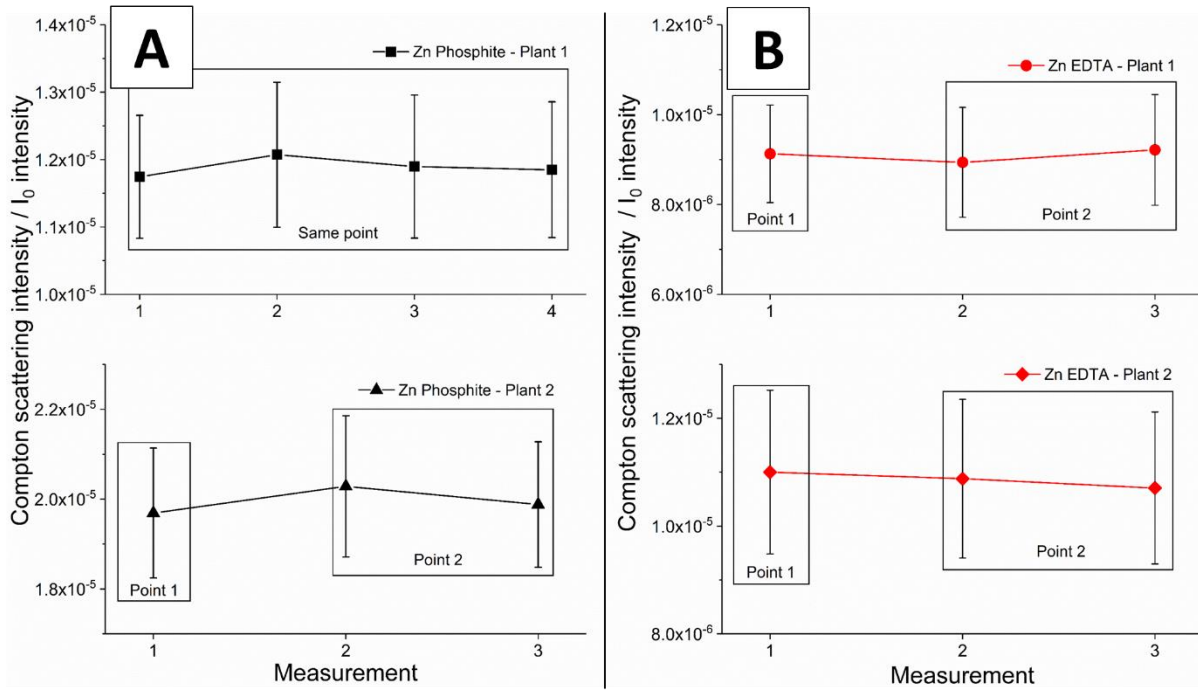 A
Zn Phosphite - Plant 1
1.4x10⁻⁵
1.3x10⁻⁵
1.2x10⁻⁵
1.1x10⁻⁵
1.0x10⁻⁵
Same point
1 2 3 4
Zn Phosphite - Plant 2
2.2x10⁻⁵
2.0x10⁻⁵
1.8x10⁻⁵
Point 1
Point 2
1 2 3
Measurement
Compton scattering intensity / I₀ intensity
B
Zn EDTA - Plant 1
1.2x10⁻⁵
1.0x10⁻⁵
8.0x10⁻⁶
6.0x10⁻⁶
Point 1
Point 2
1 2 3
Zn EDTA - Plant 2
1.2x10⁻⁵
1.0x10⁻⁵
8.0x10⁻⁶
Point 1
Point 2
1 2 3
Measurement
Compton scattering intensity / I₀ intensity